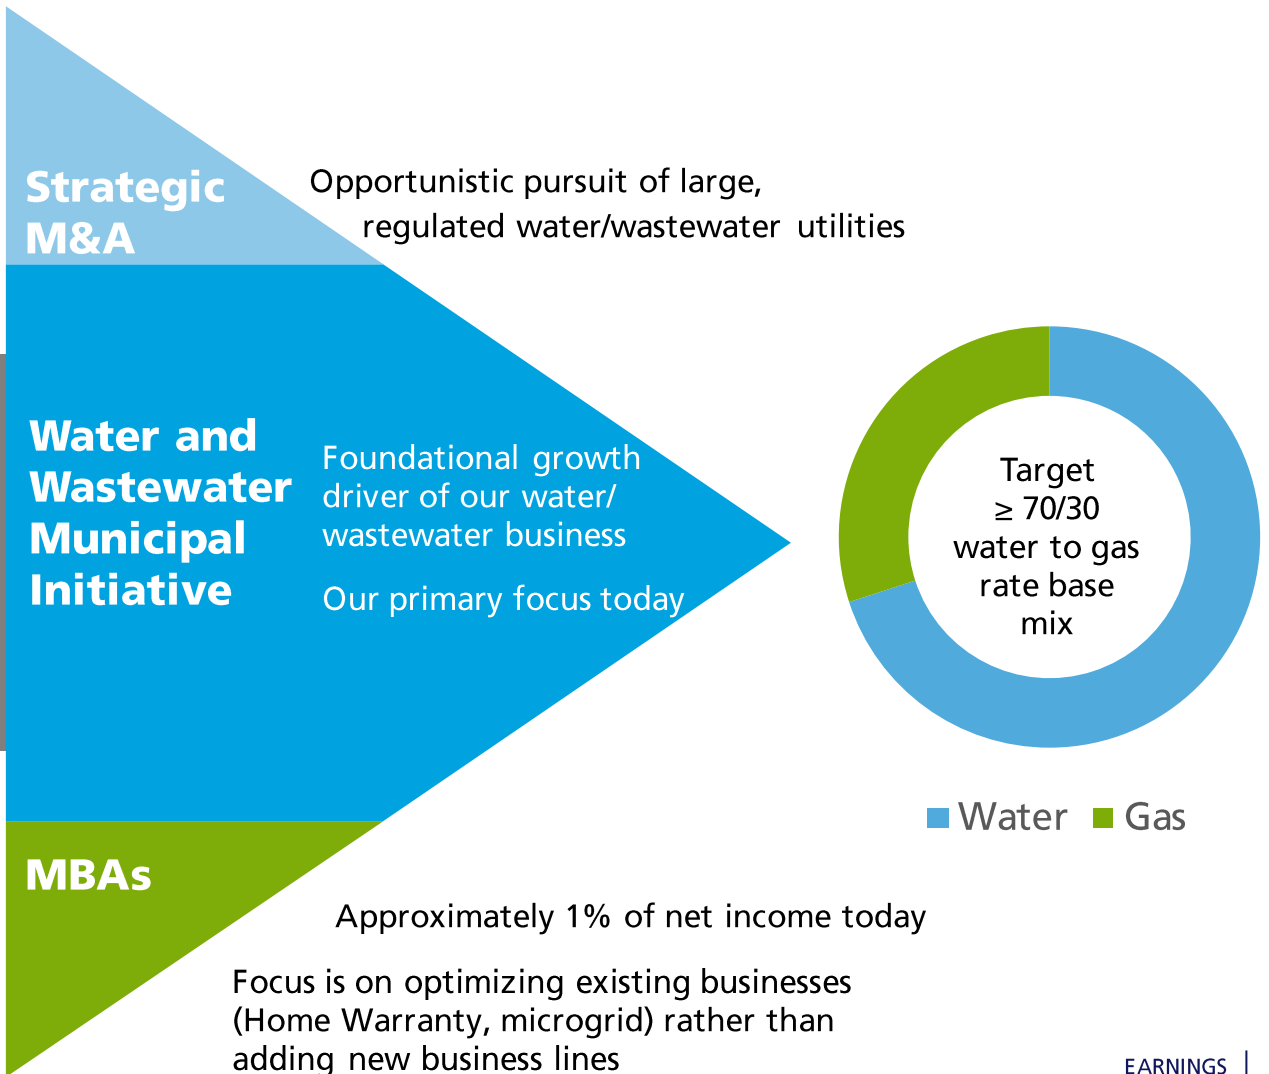 Strategic
M&A
Opportunistic pursuit of large,
regulated water/wastewater utilities
Water and
Wastewater
Municipal
Initiative
Foundational growth
driver of our water/
wastewater business
Our primary focus today
Target
≥ 70/30
water to gas
rate base
mix
Water
Gas
MBAs
Approximately 1% of net income today
Focus is on optimizing existing businesses
(Home Warranty, microgrid) rather than
adding new business lines
EARNINGS